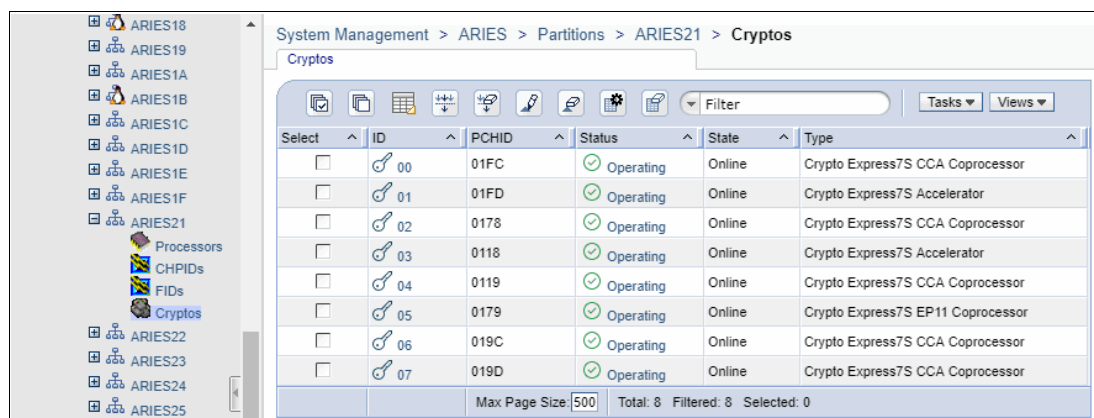 ARIES18
ARIES19
ARIES1A
ARIES1B
ARIES1C
ARIES1D
ARIES1E
ARIES1F
ARIES21
Processors
CHPIDs
FIDs
Cryptos
ARIES22
ARIES23
ARIES24
ARIES25
System Management > ARIES > Partitions > ARIES21 > Cryptos
Cryptos
Filter Tasks Views
Select ID PCHID Status State Type
00 01FC Operating Online Crypto Express7S CCA Coprocessor
01 01FD Operating Online Crypto Express7S Accelerator
02 0178 Operating Online Crypto Express7S CCA Coprocessor
03 0118 Operating Online Crypto Express7S Accelerator
04 0119 Operating Online Crypto Express7S CCA Coprocessor
05 0179 Operating Online Crypto Express7S EP11 Coprocessor
06 019C Operating Online Crypto Express7S CCA Coprocessor
07 019D Operating Online Crypto Express7S CCA Coprocessor
Max Page Size: 500 Total: 8 Filtered: 8 Selected: 0